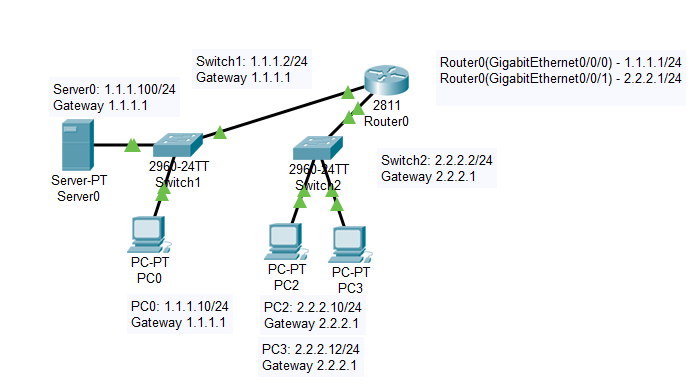 Switch1: 1.1.1.2/24
Gateway 1.1.1.1
Router0(GigabitEthernet0/0/0) - 1.1.1.1/24
Router0(GigabitEthernet0/0/1) - 2.2.2.1/24
Server0: 1.1.1.100/24
Gateway 1.1.1.1
2811
Router0
2960-24TT
Switch1
2960-24TT
Switch2
Switch2: 2.2.2.2/24
Gateway 2.2.2.1
Server-PT
Server0
PC-PT
PC0
PC-PT
PC2
PC-PT
PC3
PC0: 1.1.1.10/24
Gateway 1.1.1.1
PC2: 2.2.2.10/24
Gateway 2.2.2.1
PC3: 2.2.2.12/24
Gateway 2.2.2.1